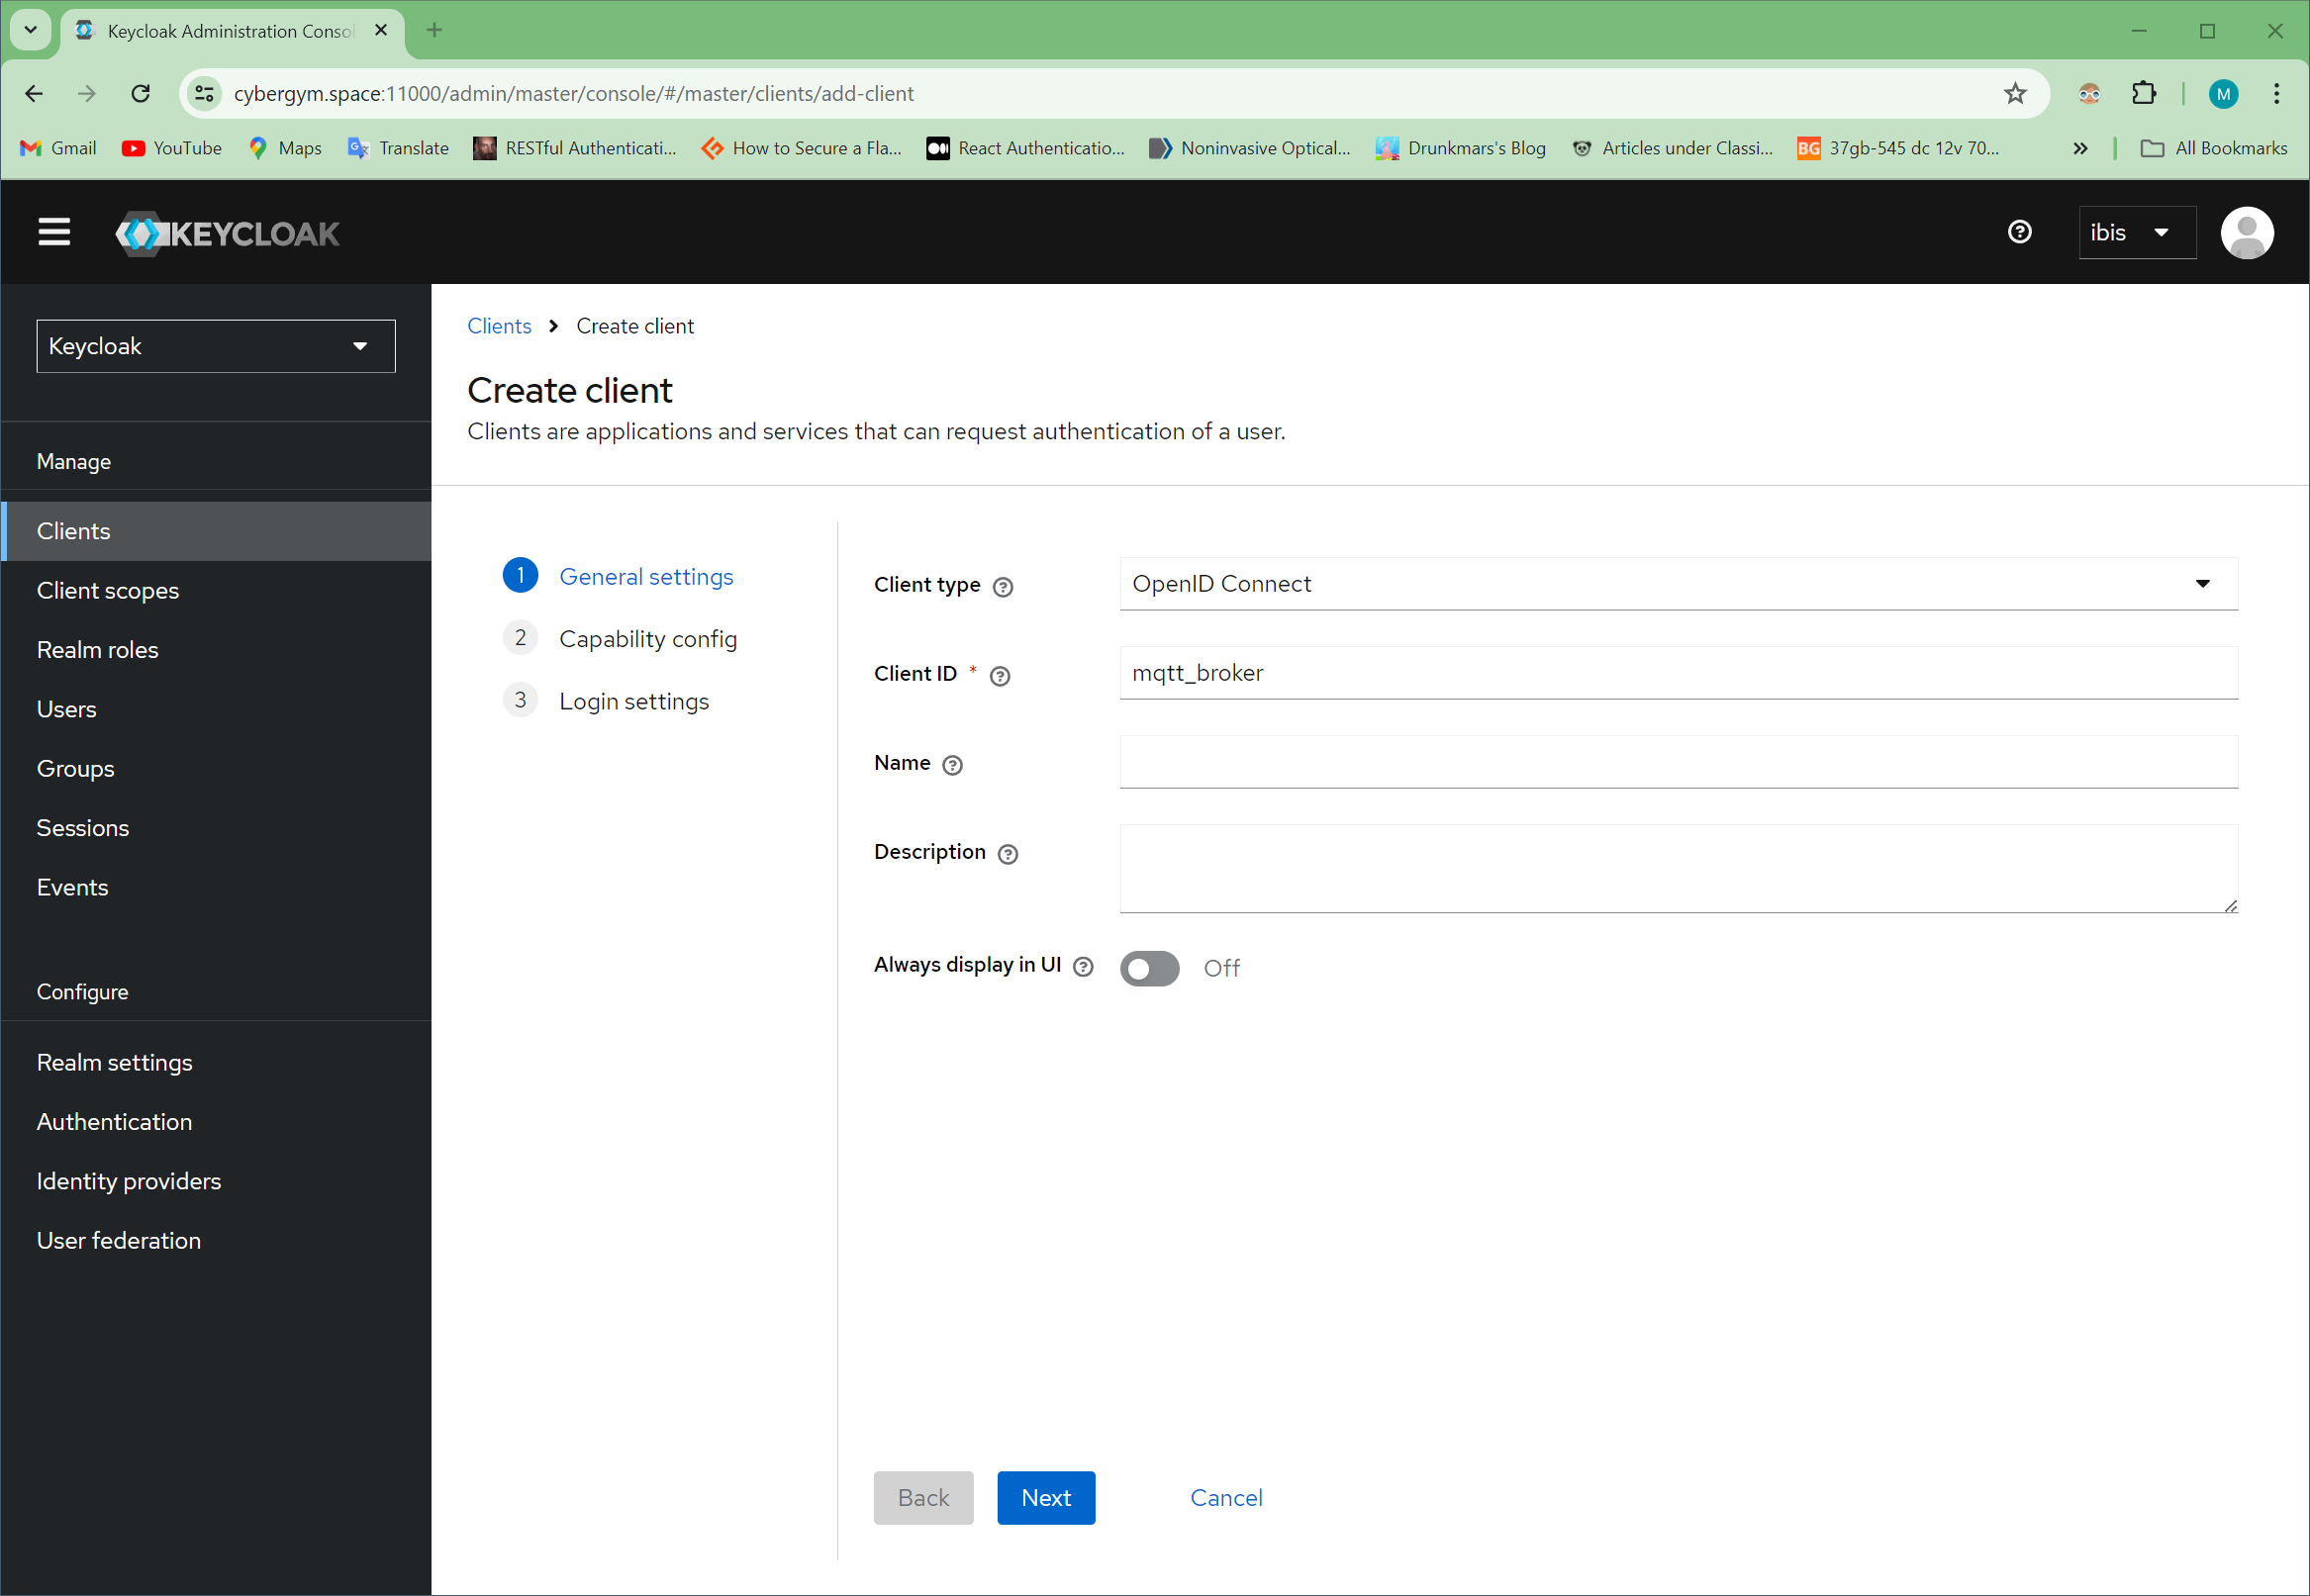 Keycloak Administration Conso
cybergym.space:11000/admin/master/console/#/master/clients/add-client
M
Gmail YouTube Maps Translate RESTful Authenticati... How to Secure a Fla... React Authenticatio... Noninvasive Optical... Drunkmars's Blog Articles under Classi... BG 37gb-545 dc 12v 70... All Bookmarks
KEYCLOAK
ibis
Keycloak
Manage
Clients
Client scopes
Realm roles
Users
Groups
Sessions
Events
Configure
Realm settings
Authentication
Identity providers
User federation
Clients > Create client
Create client
Clients are applications and services that can request authentication of a user.
1 General settings
2 Capability config
3 Login settings
Client type OpenID Connect
Client ID * mqtt_broker
Name
Description
Always display in UI Off
Back Next Cancel